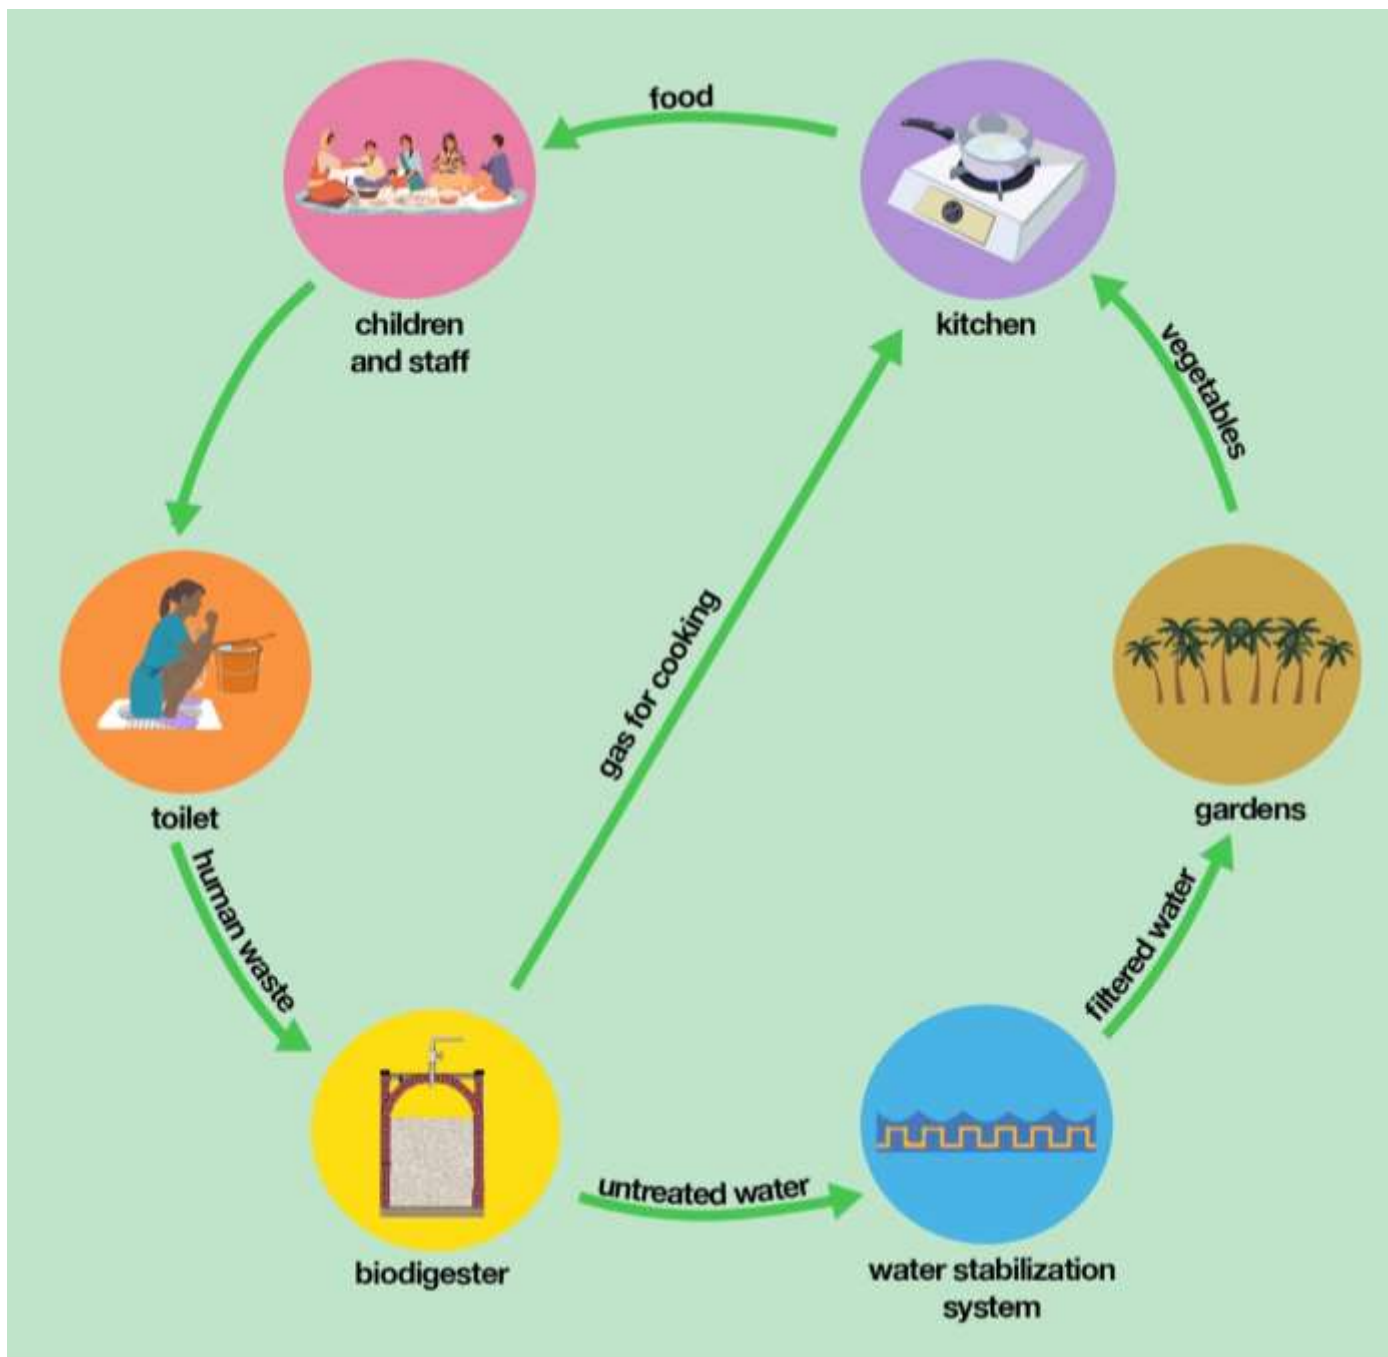 food
children
and staff
kitchen
vegetables
gas for cooking
toilet
gardens
human waste
filtered water
untreated water
biodigester
water stabilization
system